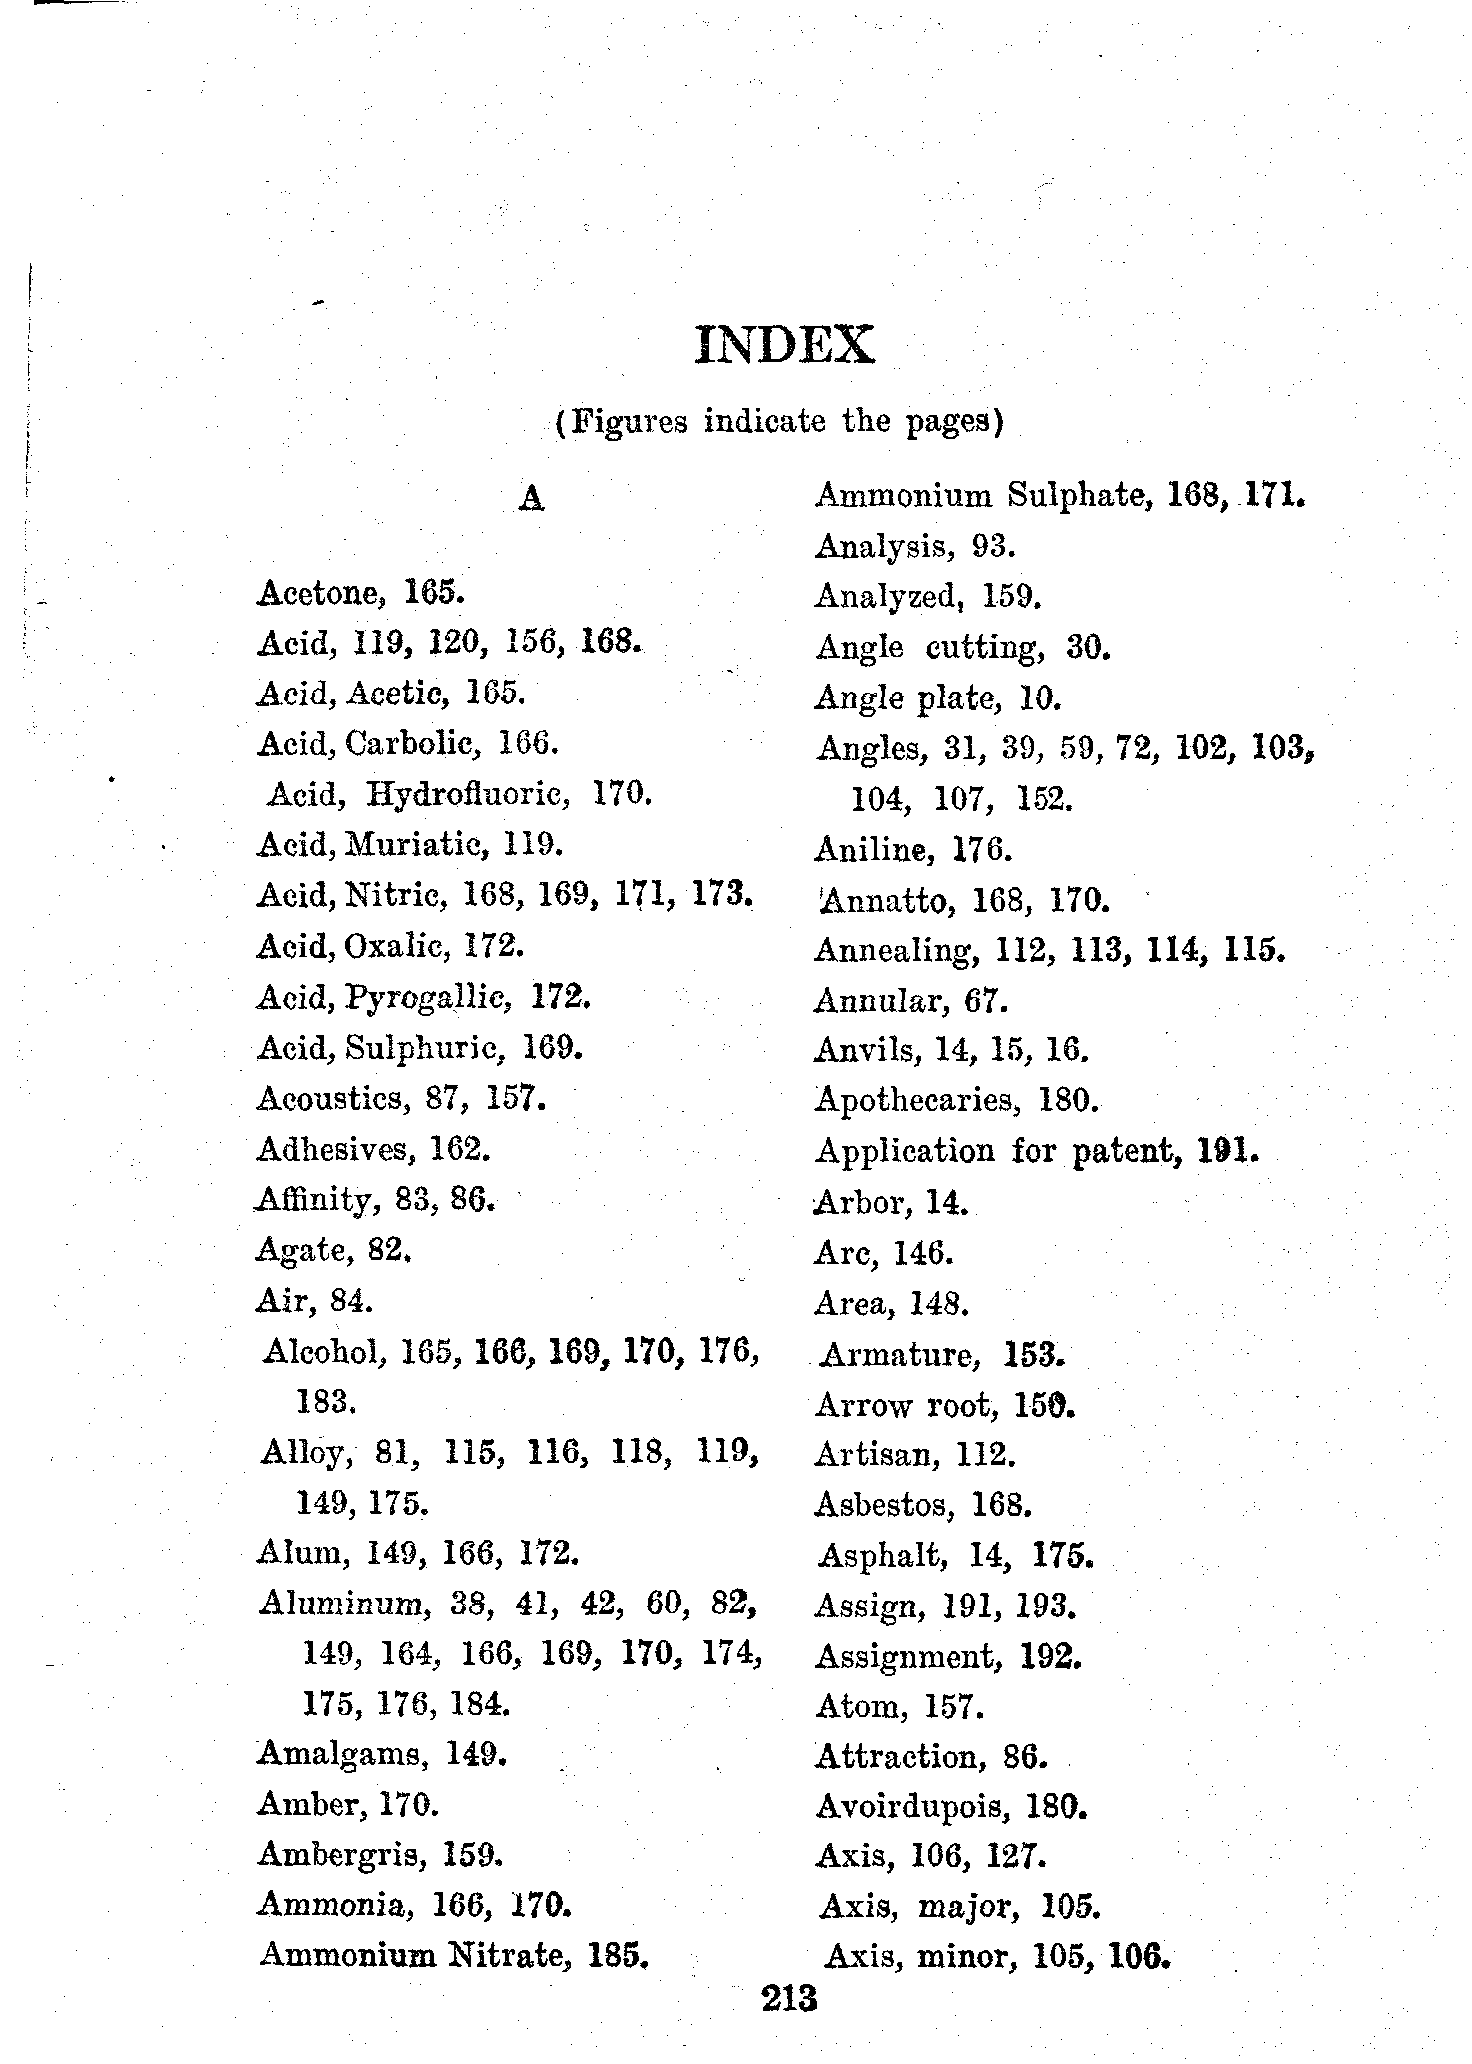 INDEX
(Figures indicate the pages)
A
Acetone, 165.
Acid, 119, 120, 156, 168.
Acid, Acetic, 165.
Acid, Carbolic, 166.
Acid, Hydrofluoric, 170.
Acid, Muriatic, 119.
Acid, Nitric, 168, 169, 171, 173.
Acid, Oxalic, 172.
Acid, Pyrogallic, 172.
Acid, Sulphuric, 169.
Acoustics, 87, 157.
Adhesives, 162.
Affinity, 83, 86.
Agate, 82.
Air, 84.
Alcohol, 165, 166, 169, 170, 176,
183.
Alloy, 81, 115, 116, 118, 119,
149, 175.
Alum, 149, 166, 172.
Aluminum, 38, 41, 42, 60, 82,
149, 164, 166, 169, 170, 174,
175, 176, 184.
Amalgams, 149.
Amber, 170.
Ambergris, 159.
Ammonia, 166, 170.
Ammonium Nitrate, 185.
Ammonium Sulphate, 168, 171.
Analysis, 93.
Analyzed, 159.
Angle cutting, 30.
Angle plate, 10.
Angles, 31, 39, 59, 72, 102, 103,
104, 107, 152.
Aniline, 176.
Annatto, 168, 170.
Annealing, 112, 113, 114, 115.
Annular, 67.
Anvils, 14, 15, 16.
Apothecaries, 180.
Application for patent, 191.
Arbor, 14.
Arc, 146.
Area, 148.
Armature, 153.
Arrow root, 150.
Artisan, 112.
Asbestos, 168.
Asphalt, 14, 175.
Assign, 191, 193.
Assignment, 192.
Atom, 157.
Attraction, 86.
Avoirdupois, 180.
Axis, 106, 127.
Axis, major, 105.
Axis, minor, 105, 106.
213